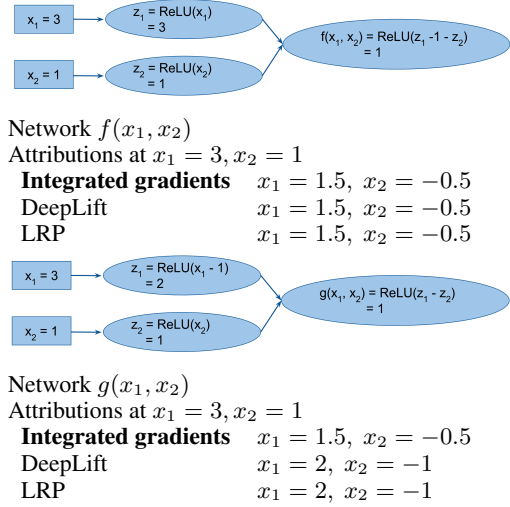 x₁ = 3
z₁ = ReLU(x₁)
= 3
f(x₁, x₂) = ReLU(z₁ -1 - z₂)
= 1
x₂ = 1
z₂ = ReLU(x₂)
= 1
Network f(x₁, x₂)
Attributions at x₁ = 3, x₂ = 1
Integrated gradients x₁ = 1.5, x₂ = −0.5
DeepLift x₁ = 1.5, x₂ = −0.5
LRP x₁ = 1.5, x₂ = −0.5
x₁ = 3
z₁ = ReLU(x₁ - 1)
= 2
g(x₁, x₂) = ReLU(z₁ - z₂)
= 1
x₂ = 1
z₂ = ReLU(x₂)
= 1
Network g(x₁, x₂)
Attributions at x₁ = 3, x₂ = 1
Integrated gradients x₁ = 1.5, x₂ = −0.5
DeepLift x₁ = 2, x₂ = −1
LRP x₁ = 2, x₂ = −1